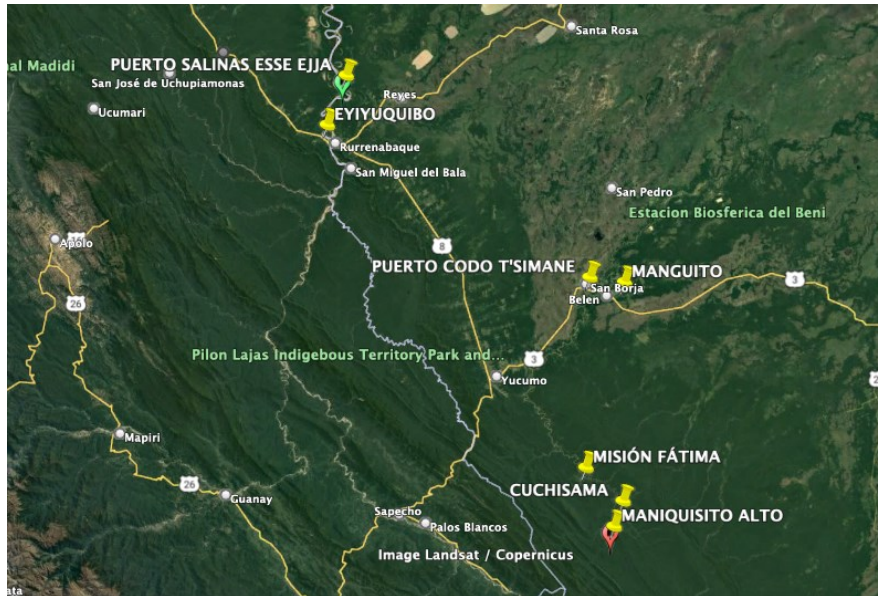 Santa Rosa
PUERTO SALINAS ESSE EJJA
nal Madidi
San José de Uchupiamonas
Reyes
Ucumari
EYIYUQUIBO
Rurrenabaque
San Miguel del Bala
San Pedro
Estacion Biosferica del Beni
Apolo
26
8
PUERTO CODO T'SIMANE
MANGUITO
San Borja
3
Belen
26
Pilon Lajas Indigebous Territory Park and...
3
Yucumo
2
Mapiri
MISIÓN FÁTIMA
26
CUCHISAMA
Guanay
Sapecho
MANIQUISITO ALTO
Palos Blancos
Image Landsat / Copernicus
ata